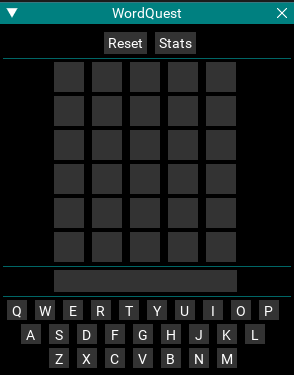 WordQuest
Reset Stats
Q W E R T Y U I O P
A S D F G H J K L
Z X C V B N M